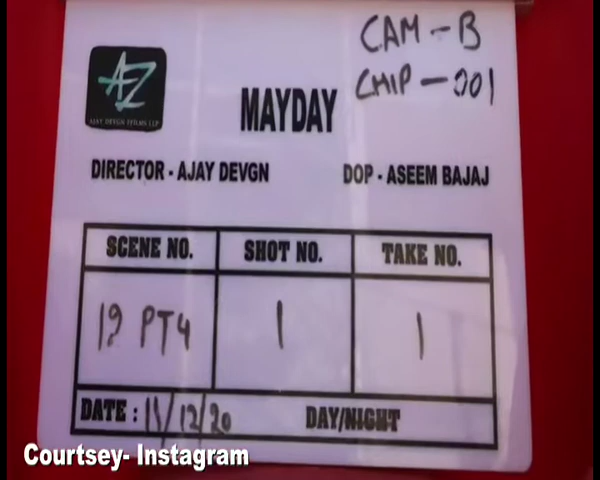 CAM - B
CHIP - 001
AJAY DEVGN FFILMS LLP
MAYDAY
DIRECTOR - AJAY DEVGN
DOP - ASEEM BAJAJ
SCENE NO. SHOT NO. TAKE NO.
19 PT4 1 1
DATE : 11/12/20 DAY/NIGHT
Courtsey- Instagram